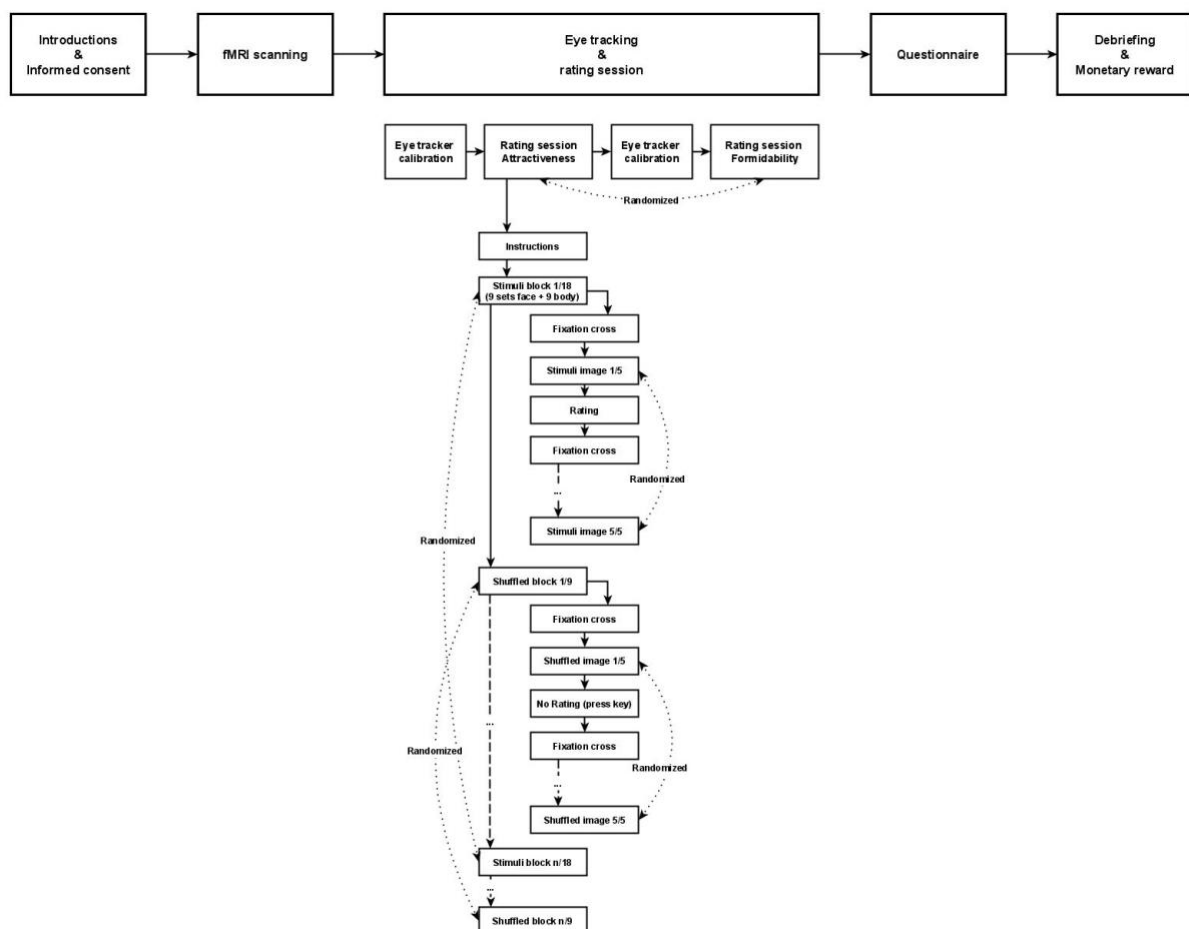 Introductions
&
Informed consent
fMRI scanning
Eye tracking
&
rating session
Questionnaire
Debriefing
&
Monetary reward
Eye tracker
calibration
Rating session
Attractiveness
Eye tracker
calibration
Rating session
Formidability
Randomized
Instructions
Stimuli block 1/18
(9 sets face + 9 body)
Fixation cross
Stimuli image 1/5
Rating
Fixation cross
Randomized
...
Stimuli image 5/5
Randomized
Shuffled block 1/9
Fixation cross
Shuffled image 1/5
No Rating (press key)
...
Fixation cross
Randomized
Randomized
...
Shuffled image 5/5
Stimuli block n/18
...
Shuffled block n/9